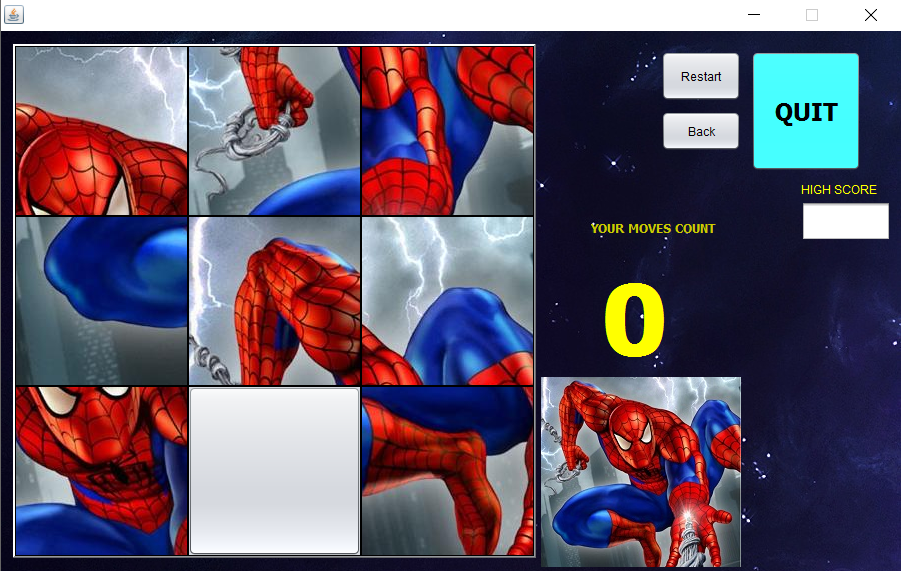 Restart
QUIT
Back
HIGH SCORE
YOUR MOVES COUNT
0